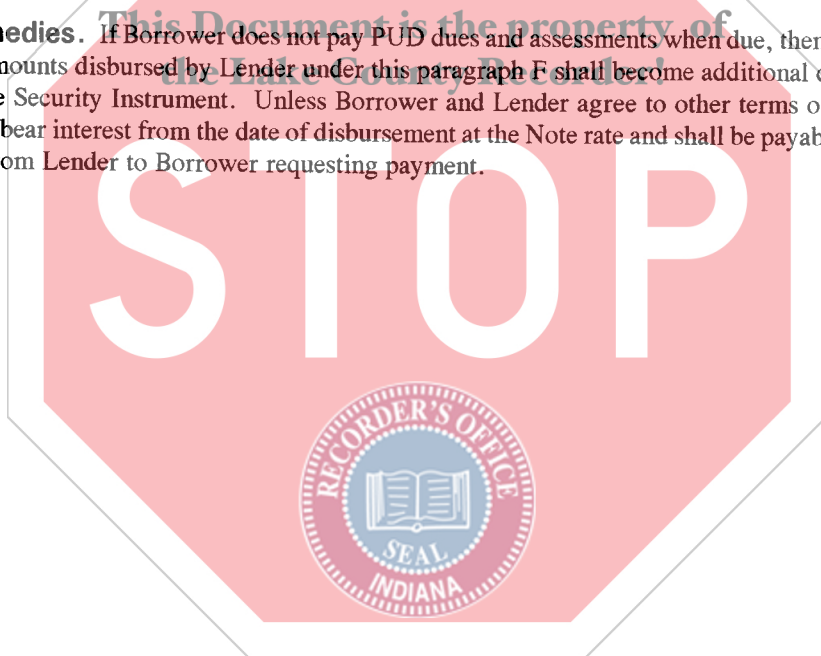 This Document is the property of
the Lake County Recorder!
edies. If Borrower does not pay PUD dues and assessments when due, then
ounts disbursed by Lender under this paragraph F shall become additional
Security Instrument. Unless Borrower and Lender agree to other terms o
bear interest from the date of disbursement at the Note rate and shall be payab
om Lender to Borrower requesting payment.
STOP
RECORDER'S OFFICE
SEAL
INDIANA